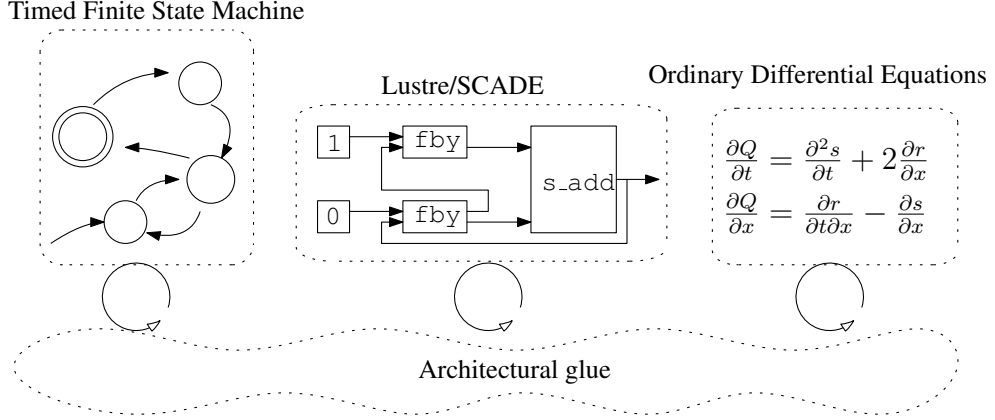 Timed Finite State Machine
Lustre/SCADE
Ordinary Differential Equations
1
fby
0
fby
s_add
∂Q/∂t = ∂²s/∂t + 2 ∂r/∂x
∂Q/∂x = ∂r/∂t∂x − ∂s/∂x
Architectural glue